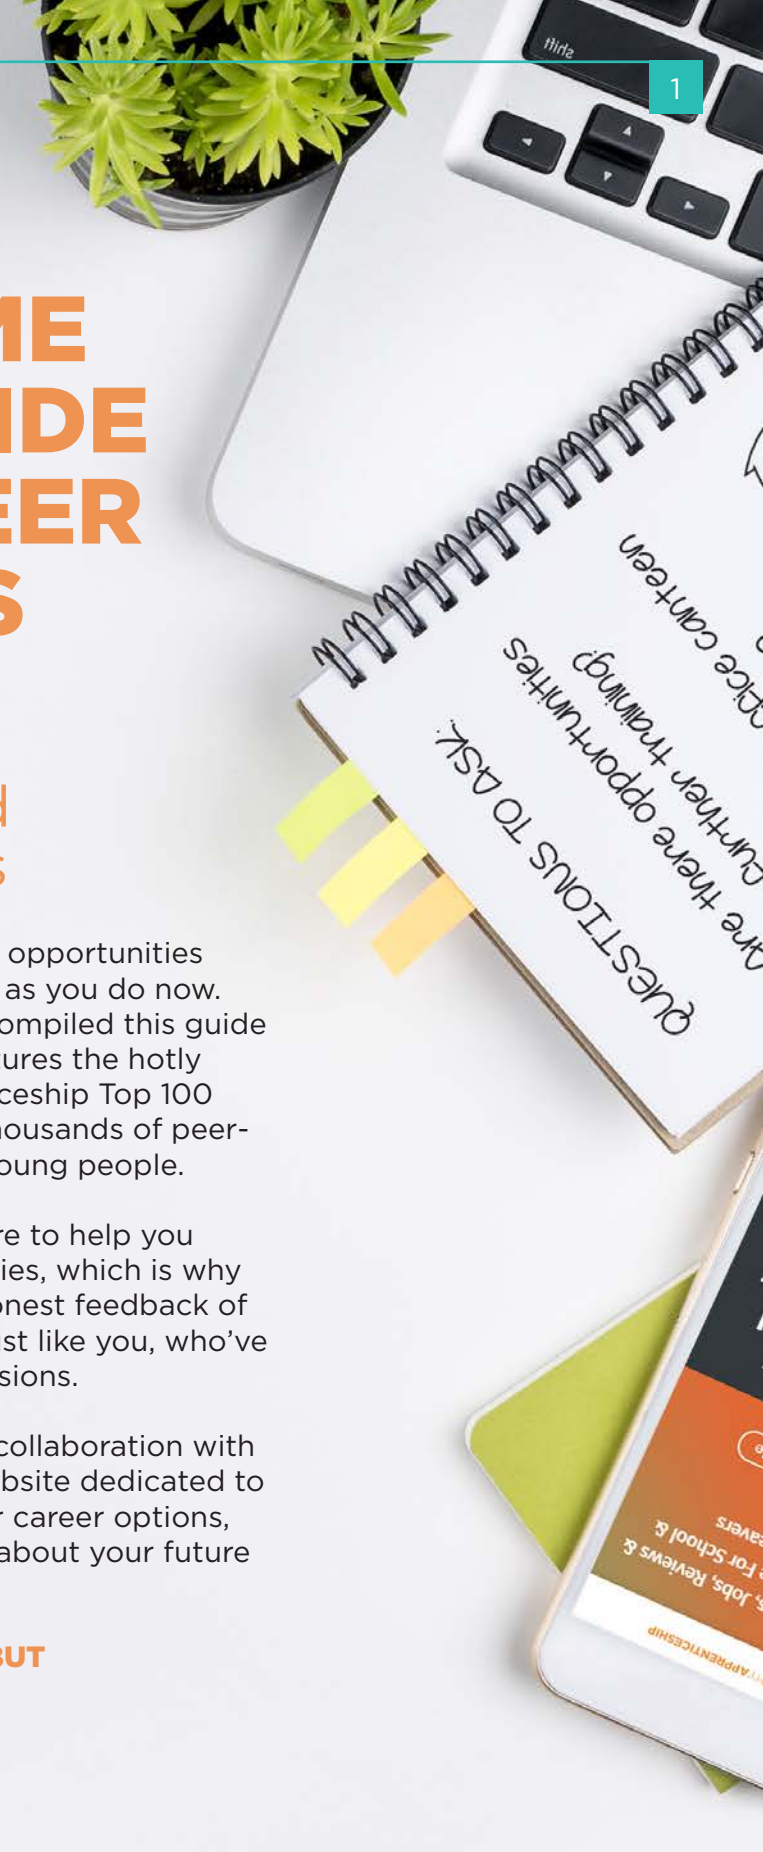 1
shift
ME
IDE
EER
S
d
s
opportunities
as you do now.
ompiled this guide
tures the hotly
ceship Top 100
housands of peer-
oung people.
re to help you
ies, which is why
onest feedback of
ust like you, who've
sions.
collaboration with
bsite dedicated to
r career options,
about your future
BUT
QUESTIONS TO ASK:
Are there opportunities
further training?
office canteen
APPRENTICESHIP
s, Jobs, Reviews &
e For School &
eavers